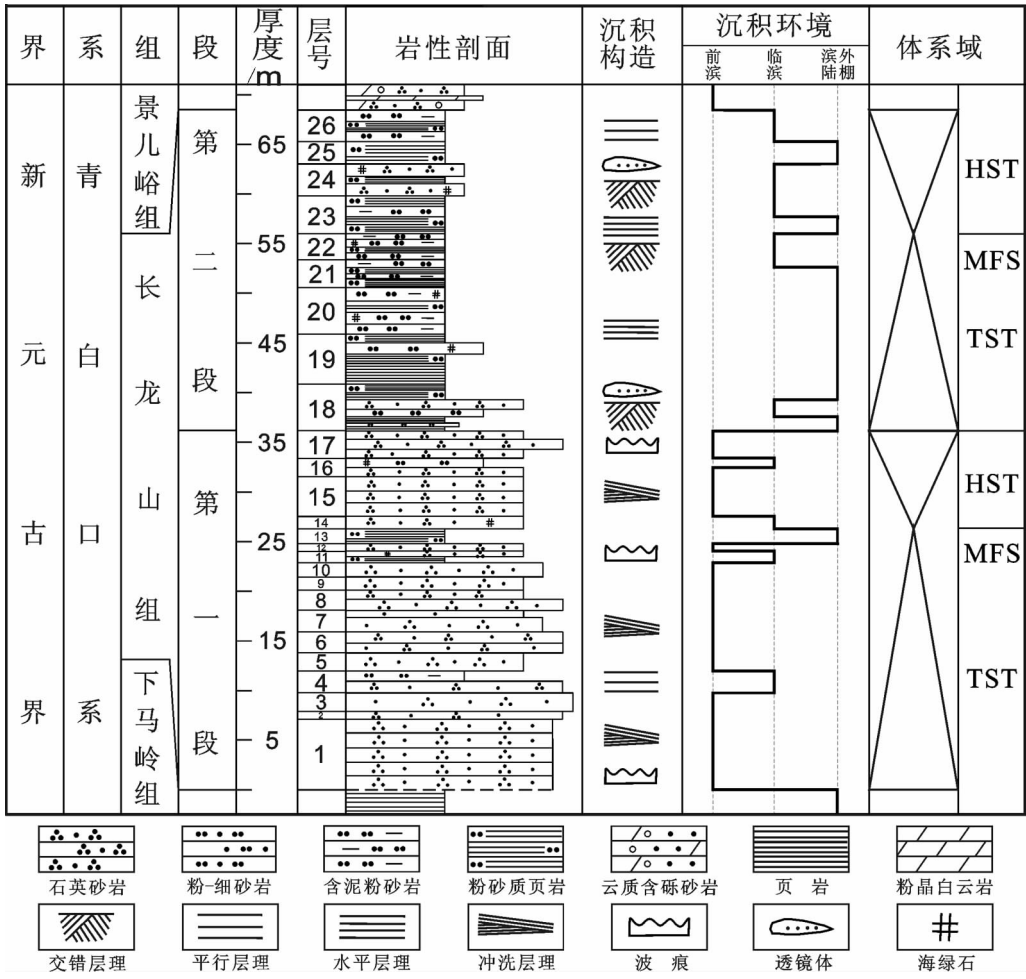 界 系 组 段 厚度/m 层号 岩性剖面 沉积构造 沉积环境 体系域
前滨 临滨 滨外陆棚
新元古界
青白口系
景儿峪组
长龙山组
下马岭组
第二段
第一段
65
55
45
35
25
15
5
26
25
24
23
22
21
20
19
18
17
16
15
14
13
12
11
10
9
8
7
6
5
4
3
2
1
HST
MFS
TST
HST
MFS
TST
石英砂岩 粉-细砂岩 含泥粉砂岩 粉砂质页岩 云质含砾砂岩 页 岩 粉晶白云岩
交错层理 平行层理 水平层理 冲洗层理 波 痕 透镜体 海绿石